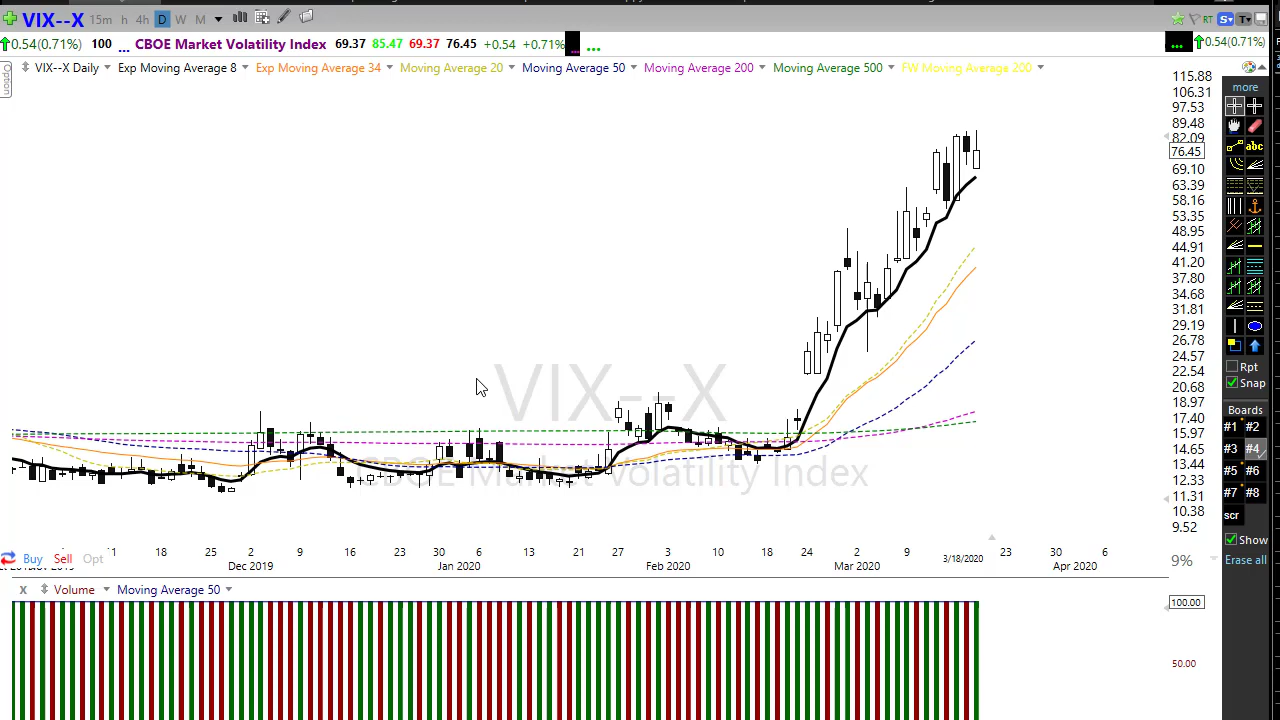 VIX--X 15m h 4h D W M RT S T
0.54(0.71%) 100 ... CBOE Market Volatility Index 69.37 85.47 69.37 76.45 +0.54 +0.71% ... ... ... 0.54(0.71%)
Option
VIX--X Daily Exp Moving Average 8 Exp Moving Average 34 Moving Average 20 Moving Average 50 Moving Average 200 Moving Average 500 FW Moving Average 200
115.88
106.31
97.53
89.48
82.09
76.45
69.10
63.39
58.16
53.35
48.95
44.91
41.20
37.80
34.68
31.81
29.19
26.78
24.57
22.54
20.68
18.97
17.40
15.97
14.65
13.44
12.33
11.31
10.38
9.52
VIX--X
CBOE Market Volatility Index
more
abc
Rpt
Snap
Boards
#1 #2
#3 #4
#5 #6
#7 #8
scr
Show
Erase all
18 25 2 9 16 23 30 6 13 21 27 3 10 18 24 2 9 3/18/2020 23 30 6
Dec 2019 Jan 2020 Feb 2020 Mar 2020 Apr 2020
Buy Sell Opt
9%
X Volume Moving Average 50
100.00
50.00